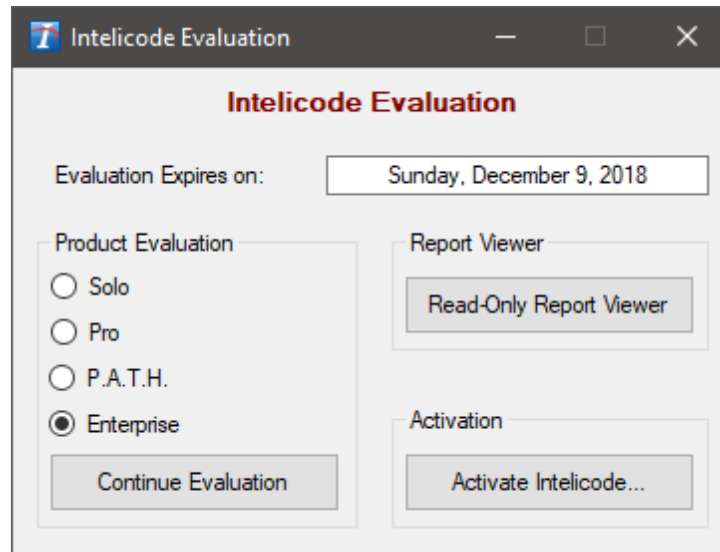 Intelicode Evaluation
Intelicode Evaluation
Evaluation Expires on: Sunday, December 9, 2018
Product Evaluation
Solo
Pro
P.A.T.H.
Enterprise
Continue Evaluation
Report Viewer
Read-Only Report Viewer
Activation
Activate Intelicode...